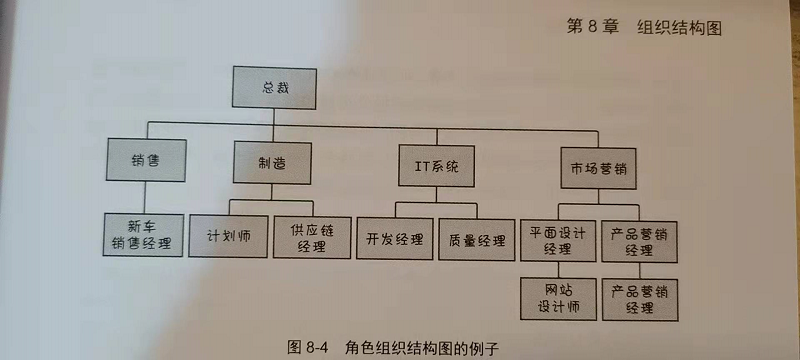 第8章 组织结构图
总裁
销售
制造
IT系统
市场营销
新车
销售经理
计划师
供应链
经理
开发经理
质量经理
平面设计
经理
产品营销
经理
网站
设计师
产品营销
经理
图 8-4 角色组织结构图的例子